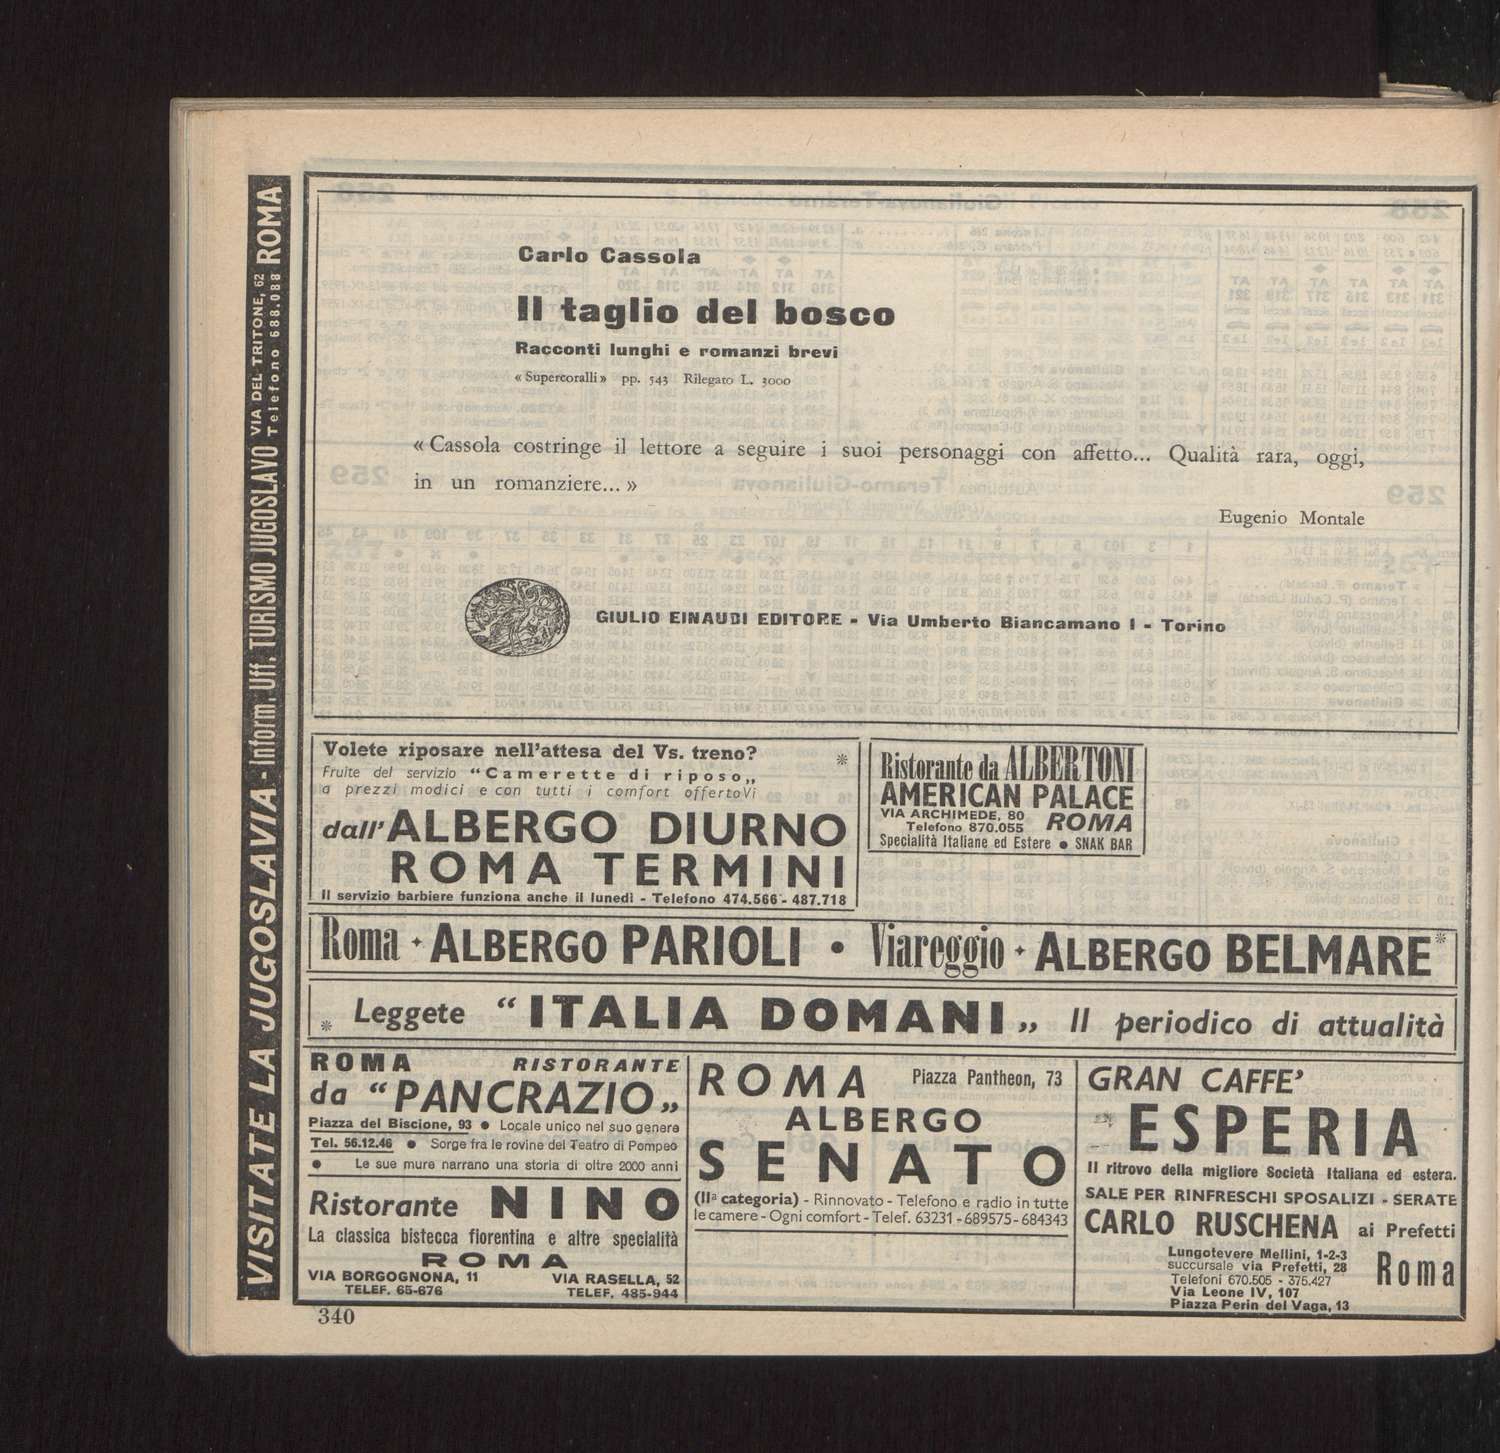 VISITATE LA JUGOSLAVIA - Inform. Uff. TURISMO JUGOSLAVO VIA DEL TRITONE, 62 Telefono 688.088 ROMA
Carlo Cassola
Il taglio del bosco
Racconti lunghi e romanzi brevi
« Supercoralli » pp. 543 Rilegato L. 3000
« Cassola costringe il lettore a seguire i suoi personaggi con affetto... Qualità rara, oggi,
in un romanziere... »
Eugenio Montale
GIULIO EINAUDI EDITORE - Via Umberto Biancamano I - Torino
Volete riposare nell'attesa del Vs. treno? *
Fruite del servizio "Camerette di riposo„
a prezzi modici e con tutti i comfort offertoVi
dall' ALBERGO DIURNO
ROMA TERMINI
Il servizio barbiere funziona anche il lunedì - Telefono 474.566 - 487.718
Ristorante da ALBERTONI
AMERICAN PALACE
VIA ARCHIMEDE, 80
Telefono 870.055 ROMA
Specialità Italiane ed Estere ● SNAK BAR
Roma + ALBERGO PARIOLI • Viareggio + ALBERGO BELMARE *
* Leggete "ITALIA DOMANI„ Il periodico di attualità
ROMA RISTORANTE
da "PANCRAZIO„
Piazza del Biscione, 93 ● Locale unico nel suo genere
Tel. 56.12.46 ● Sorge fra le rovine del Teatro di Pompeo
● Le sue mure narrano una storia di oltre 2000 anni
Ristorante NINO
La classica bistecca fiorentina e altre specialità
ROMA
VIA BORGOGNONA, 11 VIA RASELLA, 52
TELEF. 65-676 TELEF. 485-944
ROMA Piazza Pantheon, 73
ALBERGO
SENATO
(IIª categoria) - Rinnovato - Telefono e radio in tutte
le camere - Ogni comfort - Telef. 63231 - 689575 - 684343
GRAN CAFFE'
ESPERIA
Il ritrovo della migliore Società Italiana ed estera.
SALE PER RINFRESCHI SPOSALIZI - SERATE
CARLO RUSCHENA ai Prefetti
Lungotevere Mellini, 1-2-3
succursale via Prefetti, 28
Telefoni 670.505 - 375.427
Via Leone IV, 107
Piazza Perin del Vaga, 13
Roma
340